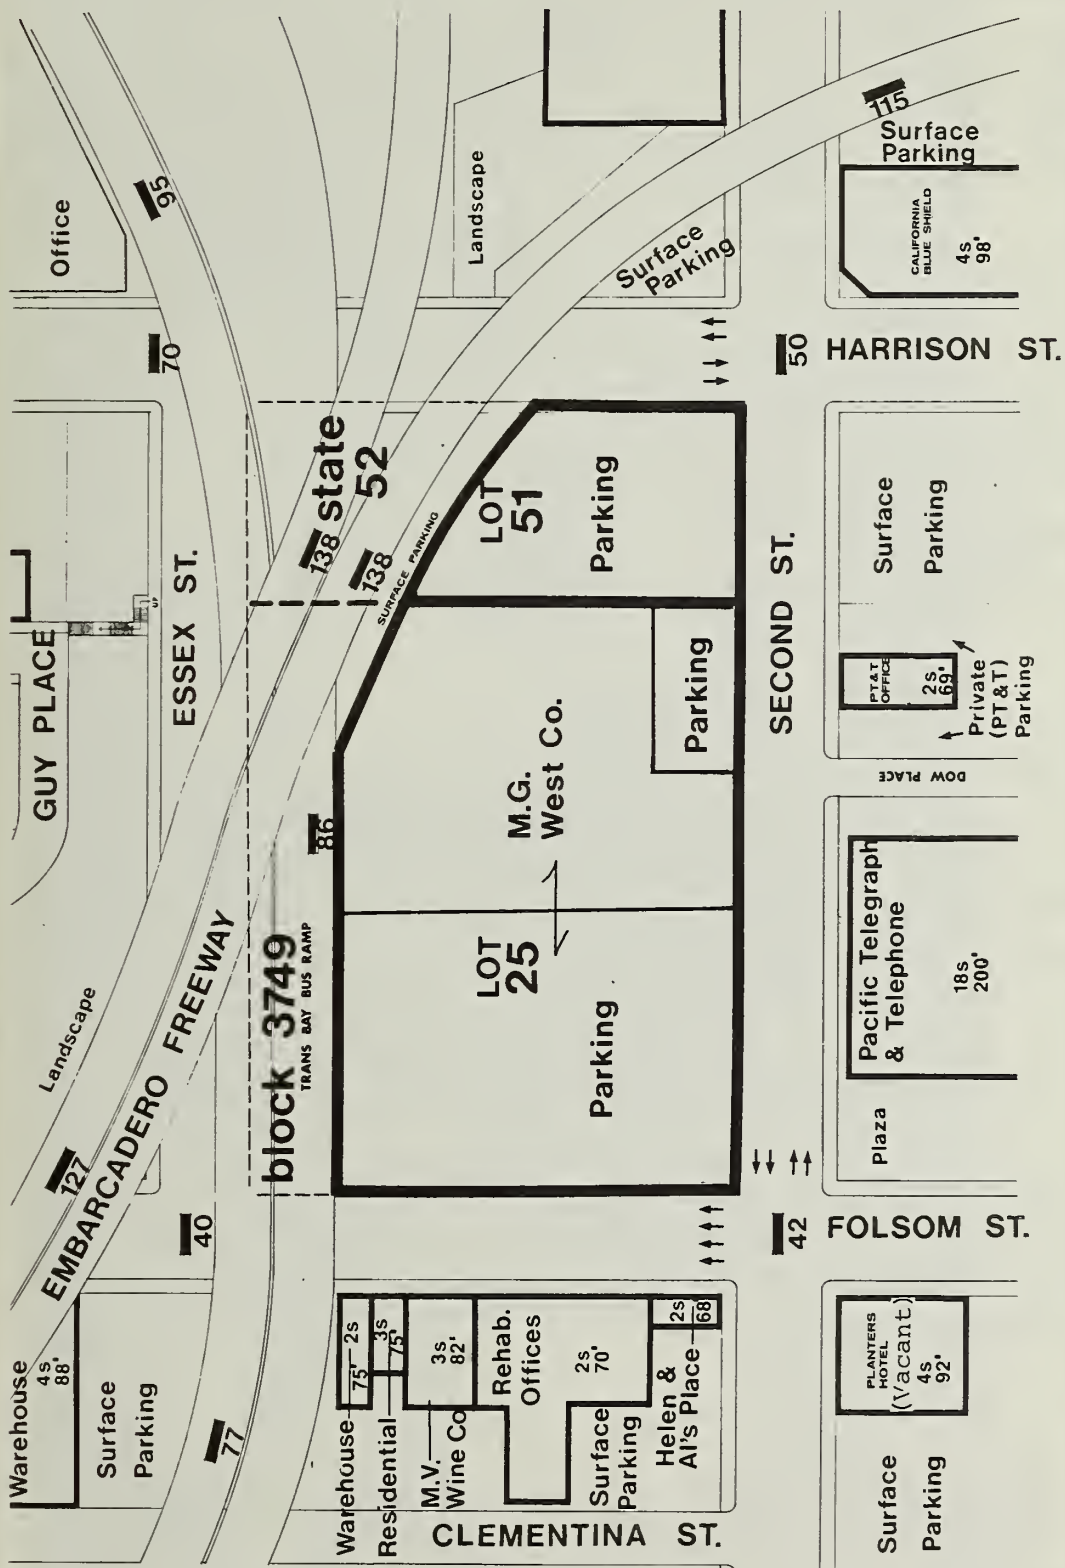 Office
95
Landscape
115
Surface
Parking
CALIFORNIA
BLUE SHIELD
4s
98'
Surface
Parking
70
50
HARRISON ST.
state
52
138
138
SURFACE PARKING
LOT
51
Parking
Surface
Parking
SECOND ST.
ESSEX ST.
GUY PLACE
UP
PT&T
OFFICE
2s
69'
Private
(PT&T)
Parking
DOW PLACE
Parking
M.G.
West Co.
86
LOT
25
Parking
block 3749
TRANS BAY BUS RAMP
EMBARCADERO FREEWAY
Landscape
127
Pacific Telegraph
& Telephone
18s
200'
Plaza
40
42
FOLSOM ST.
Warehouse
4s
88'
Surface
Parking
77
Warehouse
75'
2s
Residential
3s
75'
M.V.
Wine Co
3s
82'
Rehab.
Offices
2s
70'
Surface
Parking
Helen &
Al's Place
2s
68
PLANTERS
HOTEL
(Vacant)
4s
92'
Surface
Parking
CLEMENTINA ST.